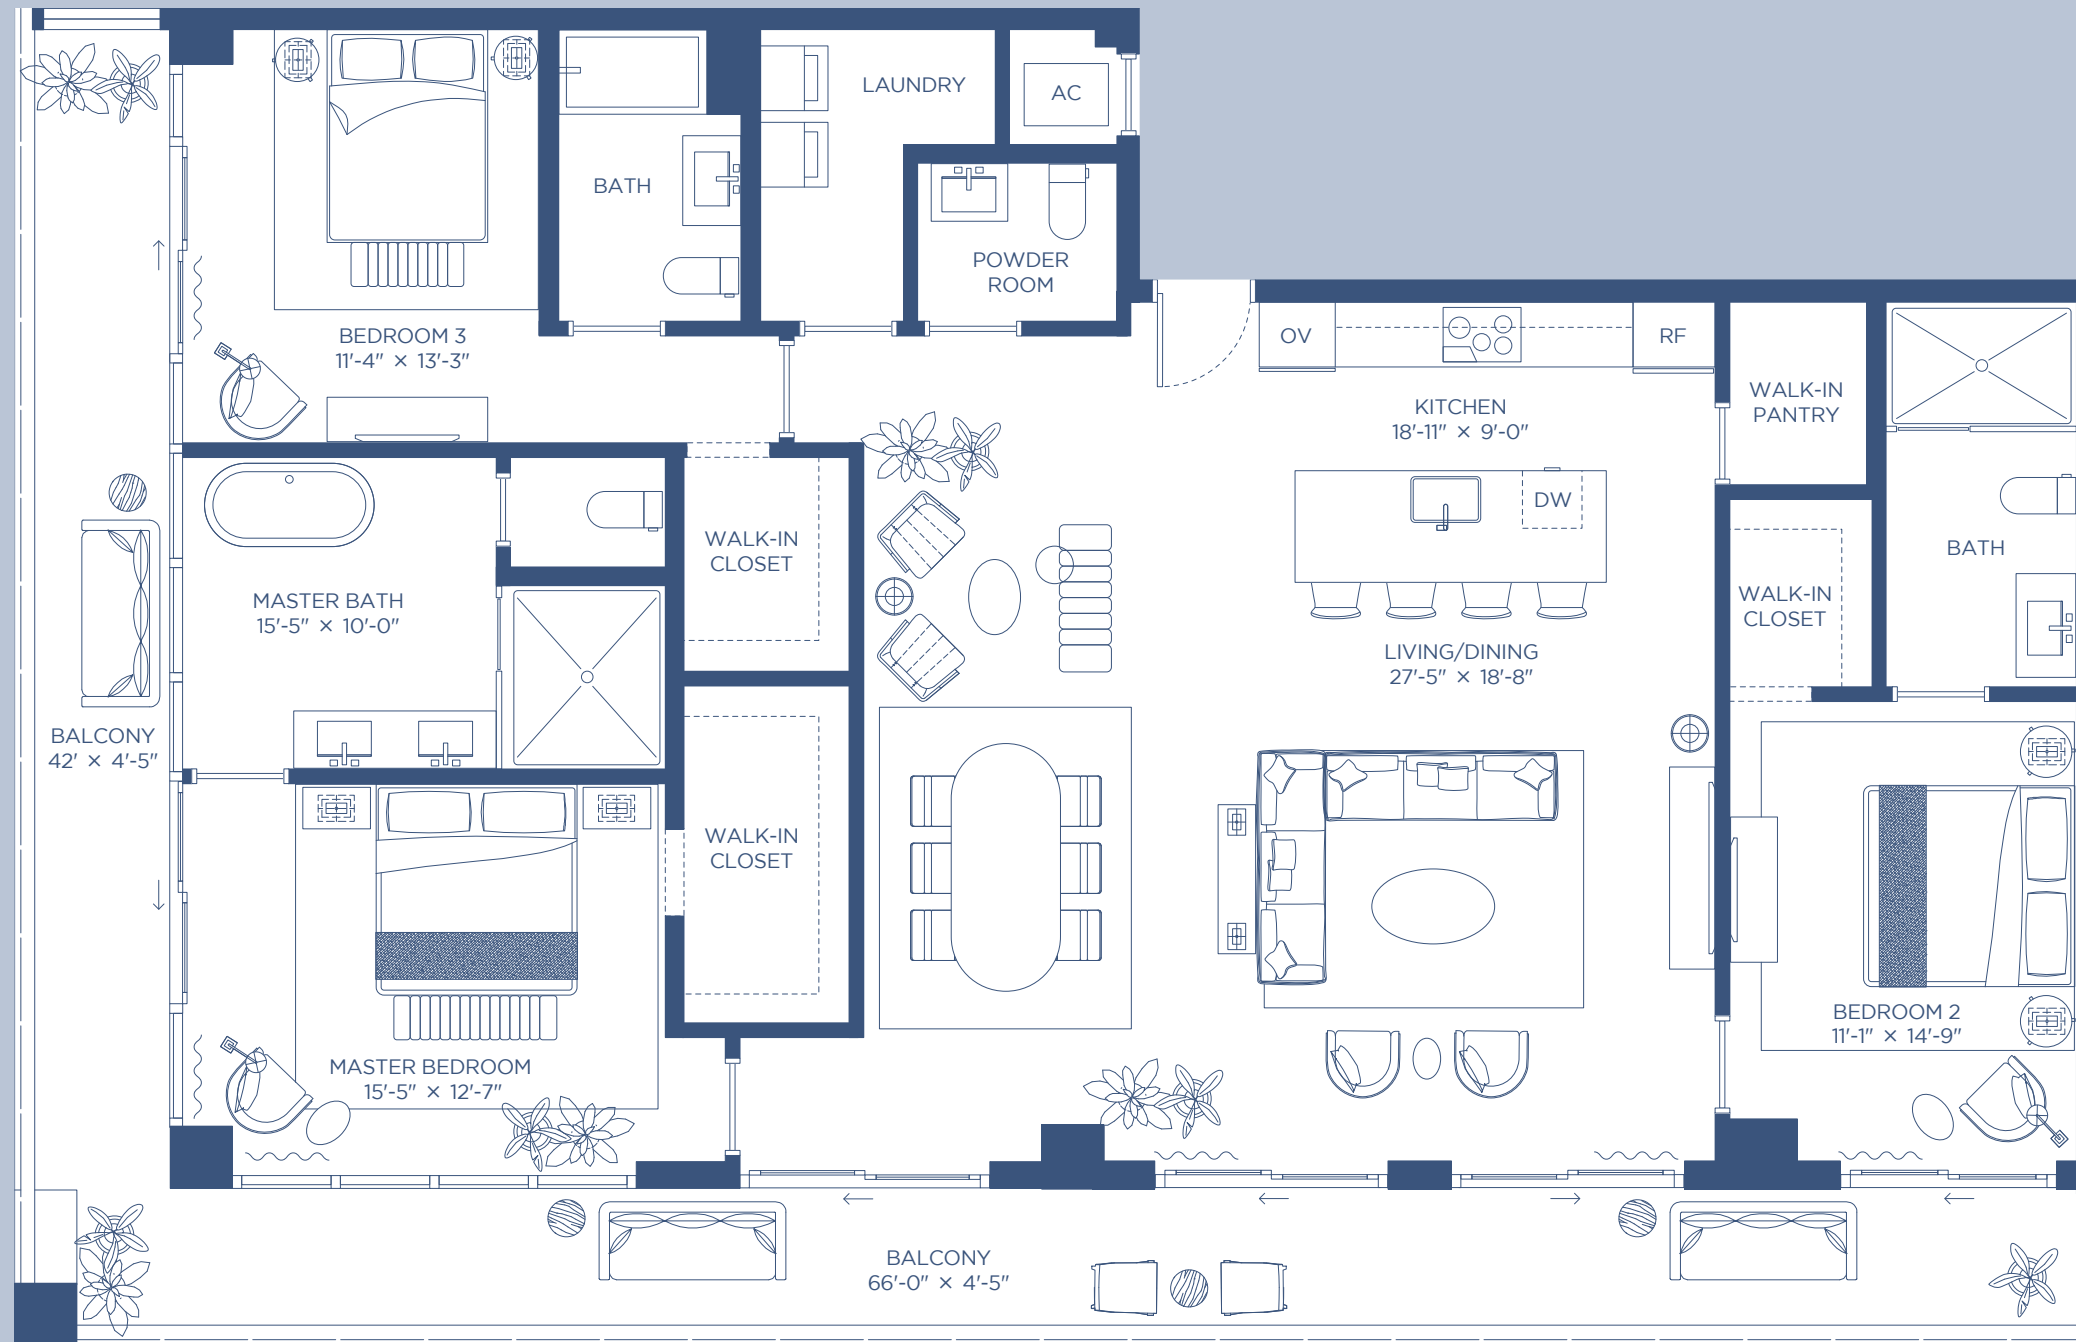 LAUNDRY
AC
BATH
POWDER
ROOM
BEDROOM 3
11'-4" × 13'-3"
OV
RF
KITCHEN
18'-11" × 9'-0"
WALK-IN
PANTRY
DW
WALK-IN
CLOSET
BATH
MASTER BATH
15'-5" × 10'-0"
WALK-IN
CLOSET
LIVING/DINING
27'-5" × 18'-8"
BALCONY
42' × 4'-5"
WALK-IN
CLOSET
BEDROOM 2
11'-1" × 14'-9"
MASTER BEDROOM
15'-5" × 12'-7"
BALCONY
66'-0" × 4'-5"